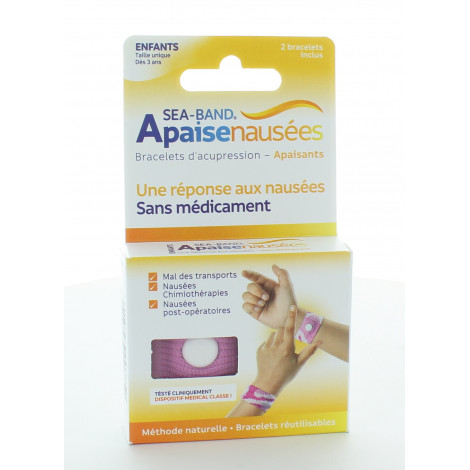 ENFANTS
Taille unique
Dès 3 ans
2 bracelets
inclus
SEA-BAND®
Apaisenausées
Bracelets d'acupression – Apaisants
Une réponse aux nausées
Sans médicament
ENFANTS
SEA-BAND®
Apaisenausées
Mal des transports
Nausées
Chimiothérapies
Nausées
post-opératoires
TESTÉ CLINIQUEMENT
DISPOSITIF MEDICAL CLASSE I
Méthode naturelle • Bracelets réutilisables